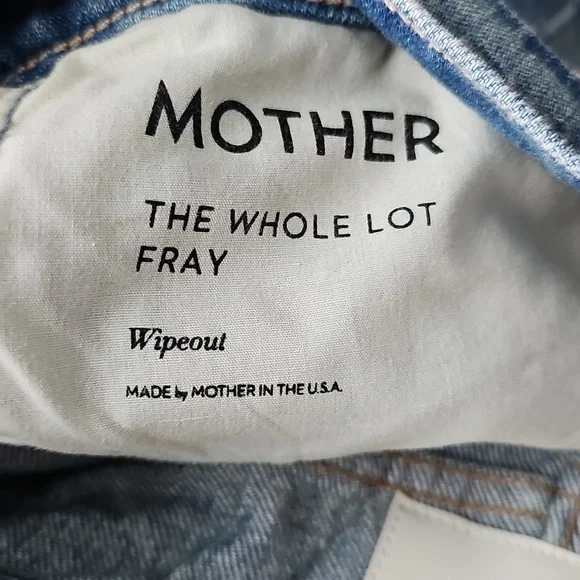 MOTHER
THE WHOLE LOT
FRAY
Wipeout
MADE by MOTHER IN THE U.S.A.